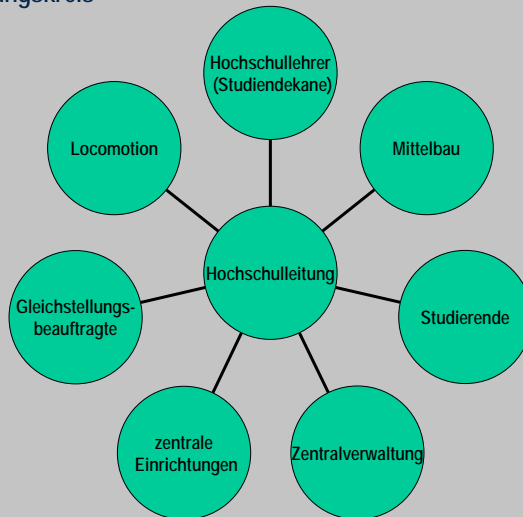 Hochschullehrer
(Studiendekane)
Locomotion
Mittelbau
Hochschulleitung
Gleichstellungs-
beauftragte
Studierende
zentrale
Einrichtungen
Zentralverwaltung